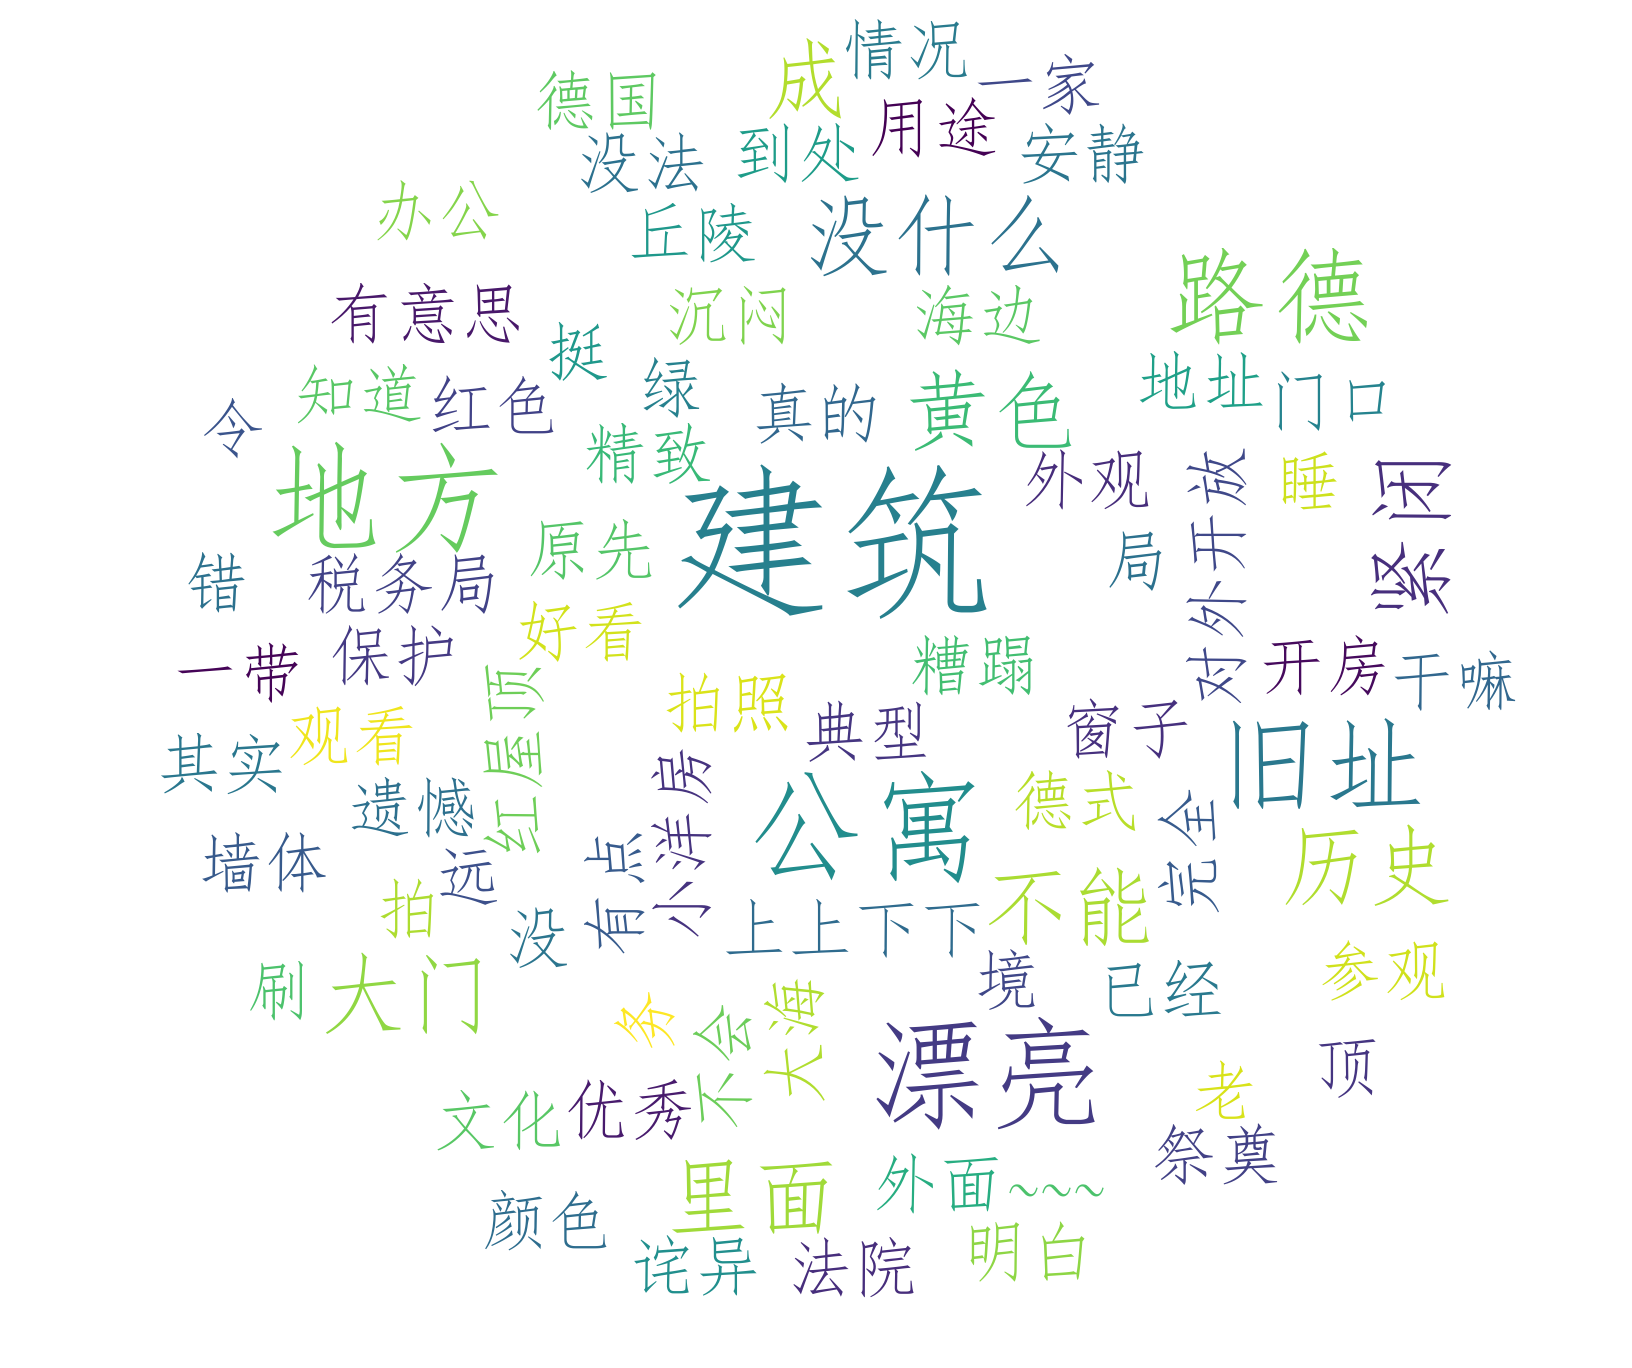 情况
成
一家
德国
用途
没法
到处
安静
办公
丘陵
没什么
路德
有意思
沉闷
海边
挺
地址
门口
知道
红色
绿
真的
黄色
令
精致
地方
建筑
外观
对外开放
睡
紧闭
原先
局
错
税务局
好看
保护
一带
糟蹋
开房
干嘛
红屋顶
拍照
典型
窗子
观看
其实
小洋房
旧址
遗憾
公寓
德式
完全
墙体
远
有点
历史
拍
没
上上下下
不能
刷
大门
境
已经
参观
务
不会
大海
漂亮
顶
老
文化
优秀
祭奠
里面
外面~~~
颜色
诧异
法院
明白